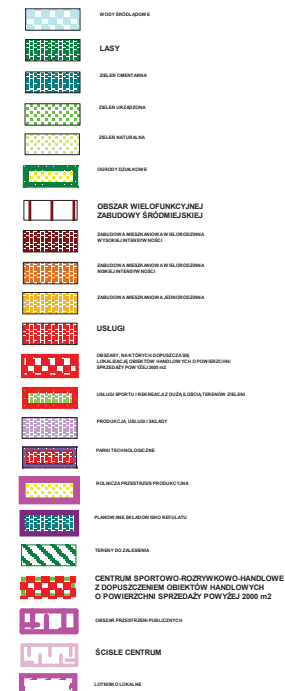 WODY ŚRÓDLĄDOWE
LASY
ZIELEŃ CMENTARNA
ZIELEŃ URZĄDZONA
ZIELEŃ NATURALNA
OGRODY DZIAŁKOWE
OBSZAR WIELOFUNKCYJNEJ
ZABUDOWY ŚRÓDMIEJSKIEJ
ZABUDOWA MIESZKANIOWA WIELORODZINNA
WYSOKIEJ INTENSYWNOŚCI
ZABUDOWA MIESZKANIOWA WIELORODZINNA
NISKIEJ INTENSYWNOŚCI
ZABUDOWA MIESZKANIOWA JEDNORODZINNA
USŁUGI
OBSZARY, NA KTÓRYCH DOPUSZCZA SIĘ
LOKALIZACJĘ OBIEKTÓW HANDLOWYCH O POWIERZCHNI
SPRZEDAŻY POWYŻEJ 2000 m2
USŁUGI SPORTU I REKREACJI Z DUŻĄ ILOŚCIĄ TERENÓW ZIELENI
PRODUKCJA, USŁUGI I SKŁADY
PARKI TECHNOLOGICZNE
ROLNICZA PRZESTRZEŃ PRODUKCYJNA
PLANOWANE SKŁADOWISKO REFULATU
TERENY DO ZALESIENIA
CENTRUM SPORTOWO-ROZRYWKOWO-HANDLOWE
Z DOPUSZCZENIEM OBIEKTÓW HANDLOWYCH
O POWIERZCHNI SPRZEDAŻY POWYŻEJ 2000 m2
OBSZAR PRZESTRZENI PUBLICZNYCH
ŚCISŁE CENTRUM
LOTNISKO LOKALNE